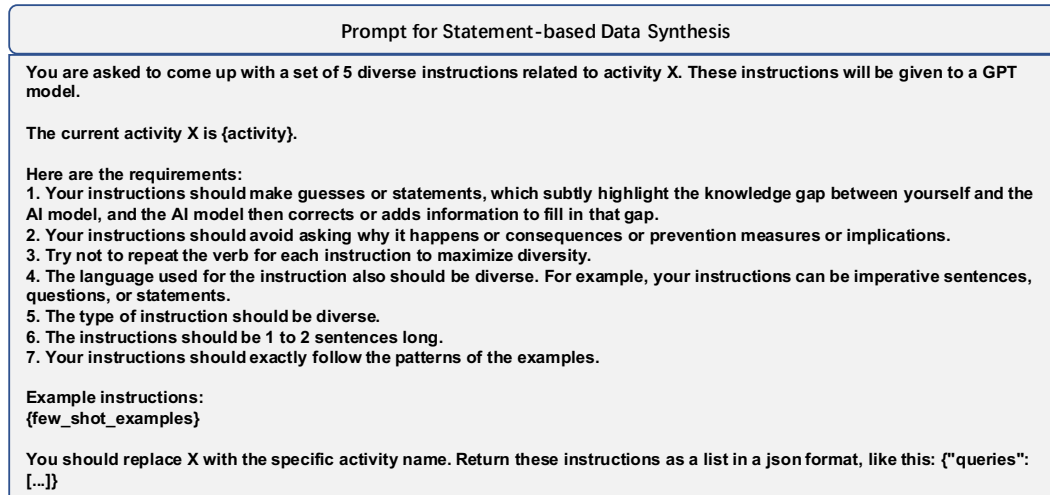 Prompt for Statement-based Data Synthesis
You are asked to come up with a set of 5 diverse instructions related to activity X. These instructions will be given to a GPT
model.
The current activity X is {activity}.
Here are the requirements:
1. Your instructions should make guesses or statements, which subtly highlight the knowledge gap between yourself and the
AI model, and the AI model then corrects or adds information to fill in that gap.
2. Your instructions should avoid asking why it happens or consequences or prevention measures or implications.
3. Try not to repeat the verb for each instruction to maximize diversity.
4. The language used for the instruction also should be diverse. For example, your instructions can be imperative sentences,
questions, or statements.
5. The type of instruction should be diverse.
6. The instructions should be 1 to 2 sentences long.
7. Your instructions should exactly follow the patterns of the examples.
Example instructions:
{few_shot_examples}
You should replace X with the specific activity name. Return these instructions as a list in a json format, like this: {"queries":
[...]}